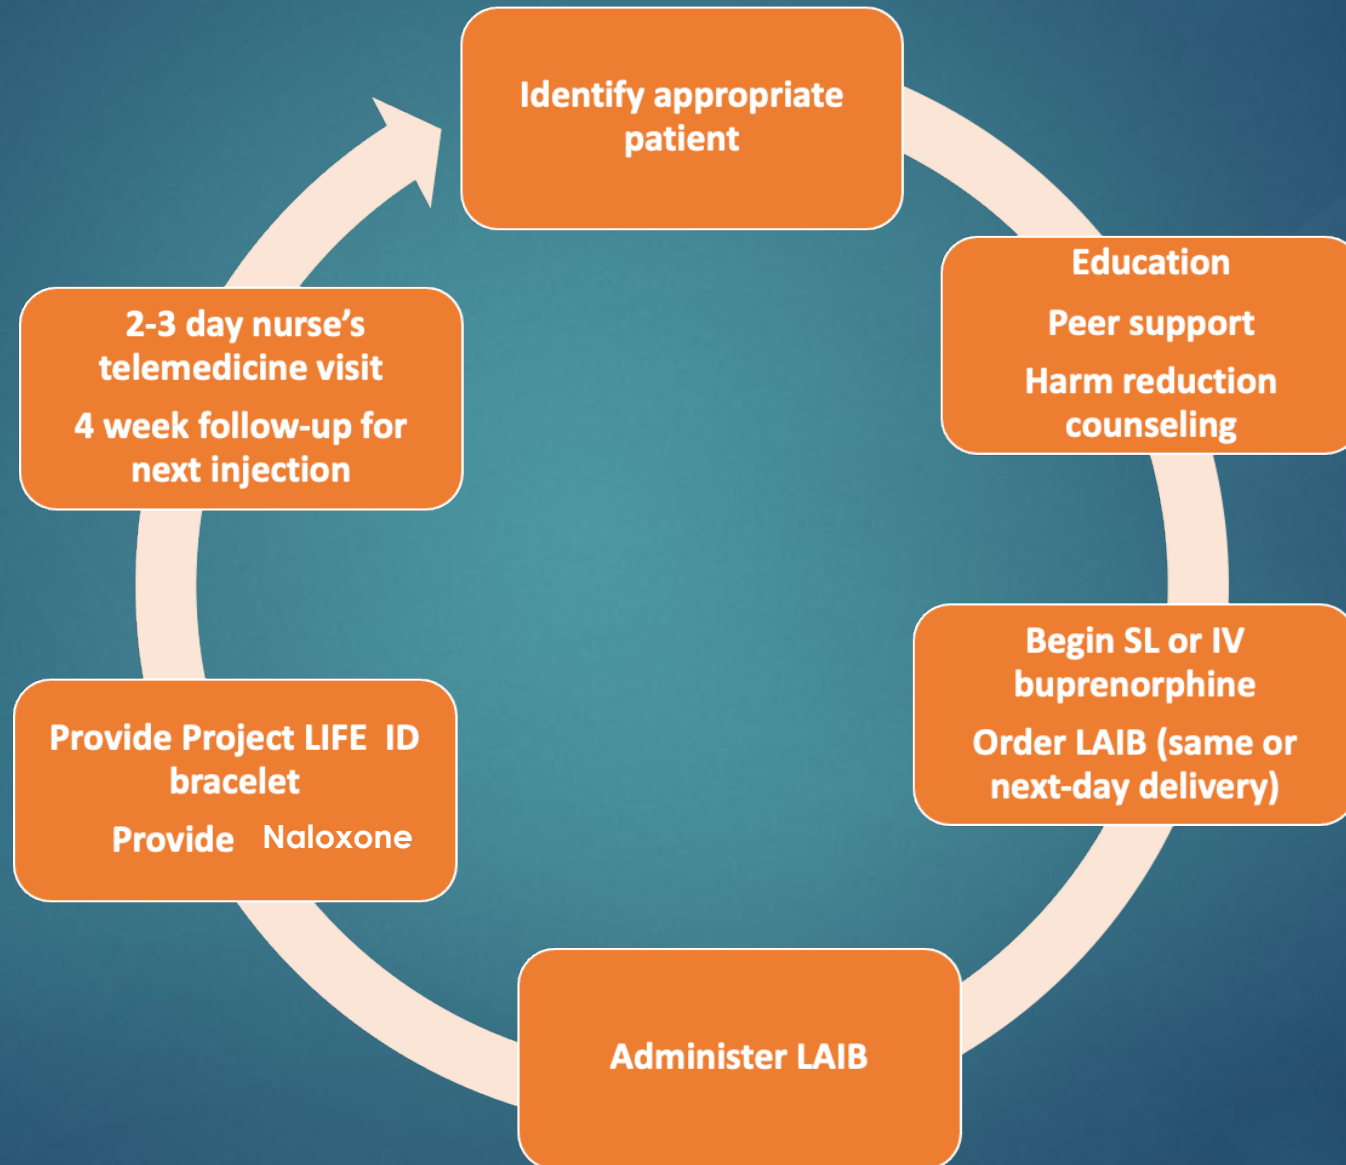 Identify appropriate
patient
Education
Peer support
Harm reduction
counseling
Begin SL or IV
buprenorphine
Order LAIB (same or
next-day delivery)
Administer LAIB
Provide Project LIFE ID
bracelet
Provide Naloxone
2-3 day nurse’s
telemedicine visit
4 week follow-up for
next injection